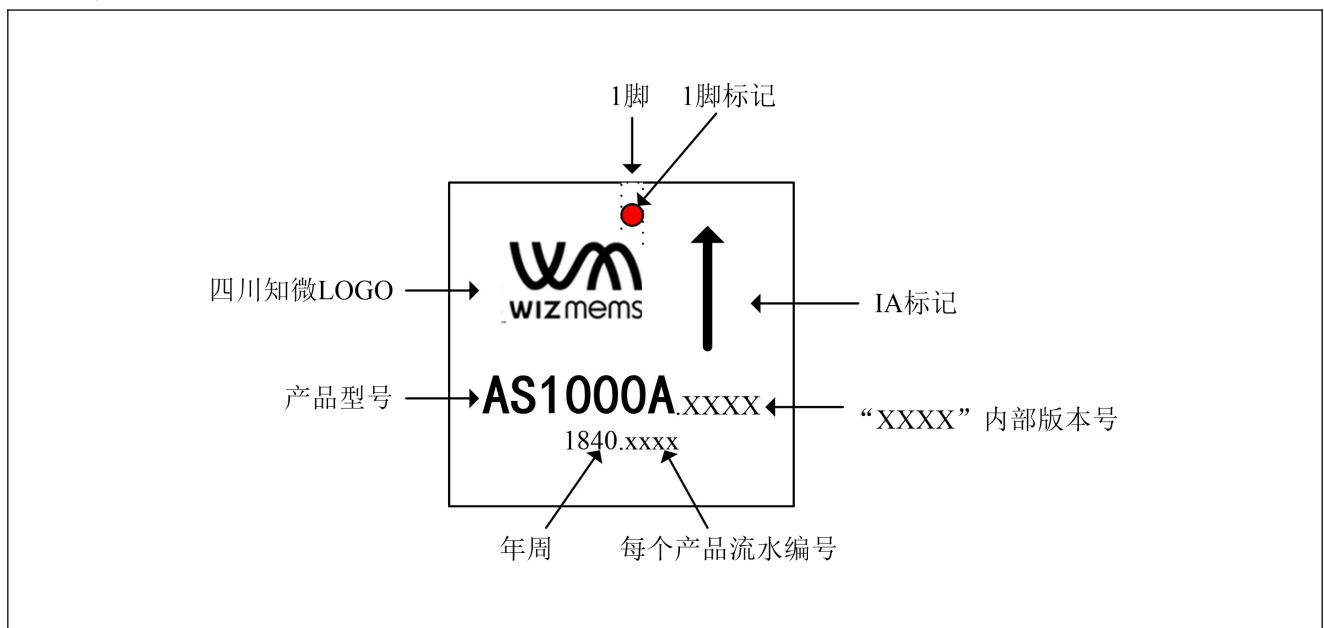 1脚 1脚标记
四川知微LOGO
WM
wizmems
IA标记
产品型号
AS1000A.XXXX
“XXXX”内部版本号
1840.xxxx
年周
每个产品流水编号